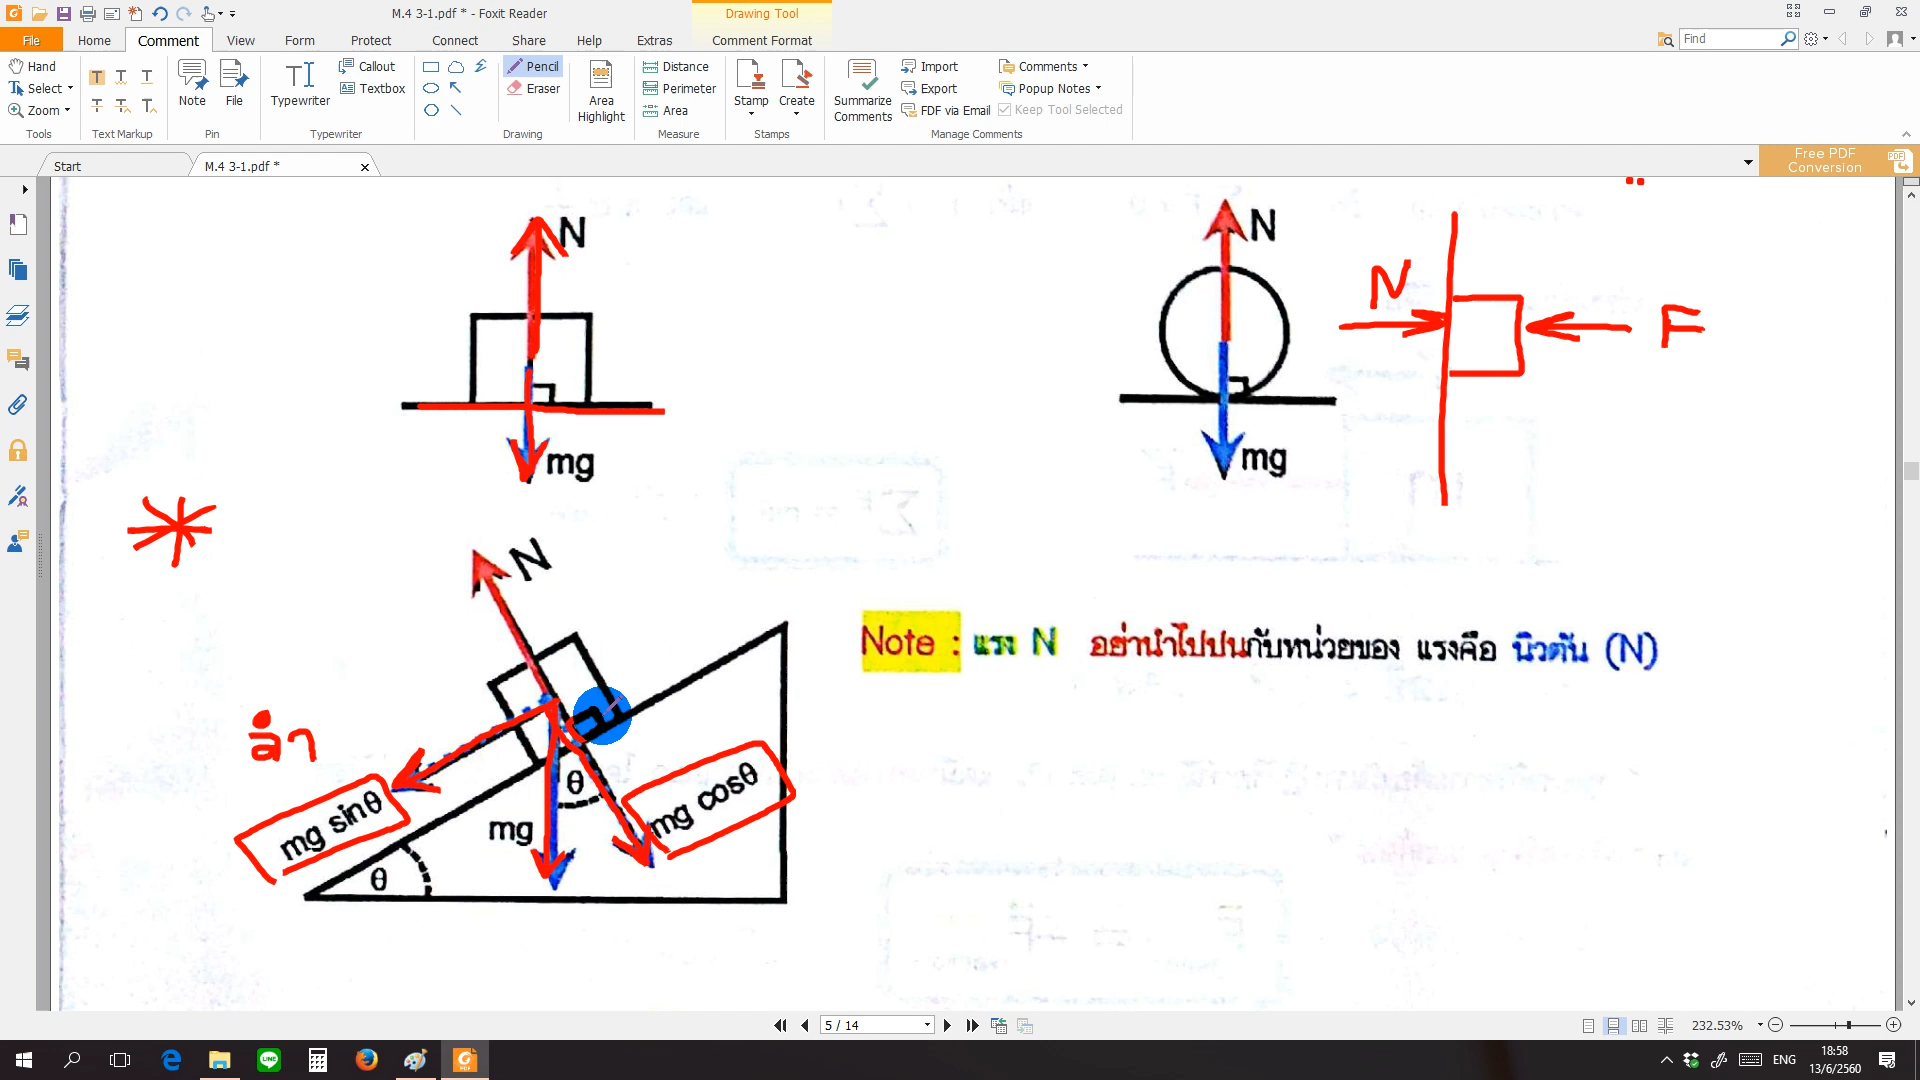 M.4 3-1.pdf * - Foxit Reader
Drawing Tool
File Home Comment View Form Protect Connect Share Help Extras Comment Format
Find
Hand
Select
Zoom
Tools
Text Markup
Note
File
Pin
Typewriter
Callout
Textbox
Typewriter
Pencil
Eraser
Area Highlight
Drawing
Distance
Perimeter
Area
Measure
Stamp
Create
Stamps
Summarize Comments
Import
Export
FDF via Email
Comments
Popup Notes
Keep Tool Selected
Manage Comments
Start
M.4 3-1.pdf *
Free PDF Conversion
N
mg
N
mg
N
F
N
จำ
mg sinθ
mg
θ
mg cosθ
θ
Note : แรง N อย่านำไปปนกับหน่วยของ แรงคือ นิวตัน (N)
5 / 14
232.53%
ENG
18:58
13/6/2560